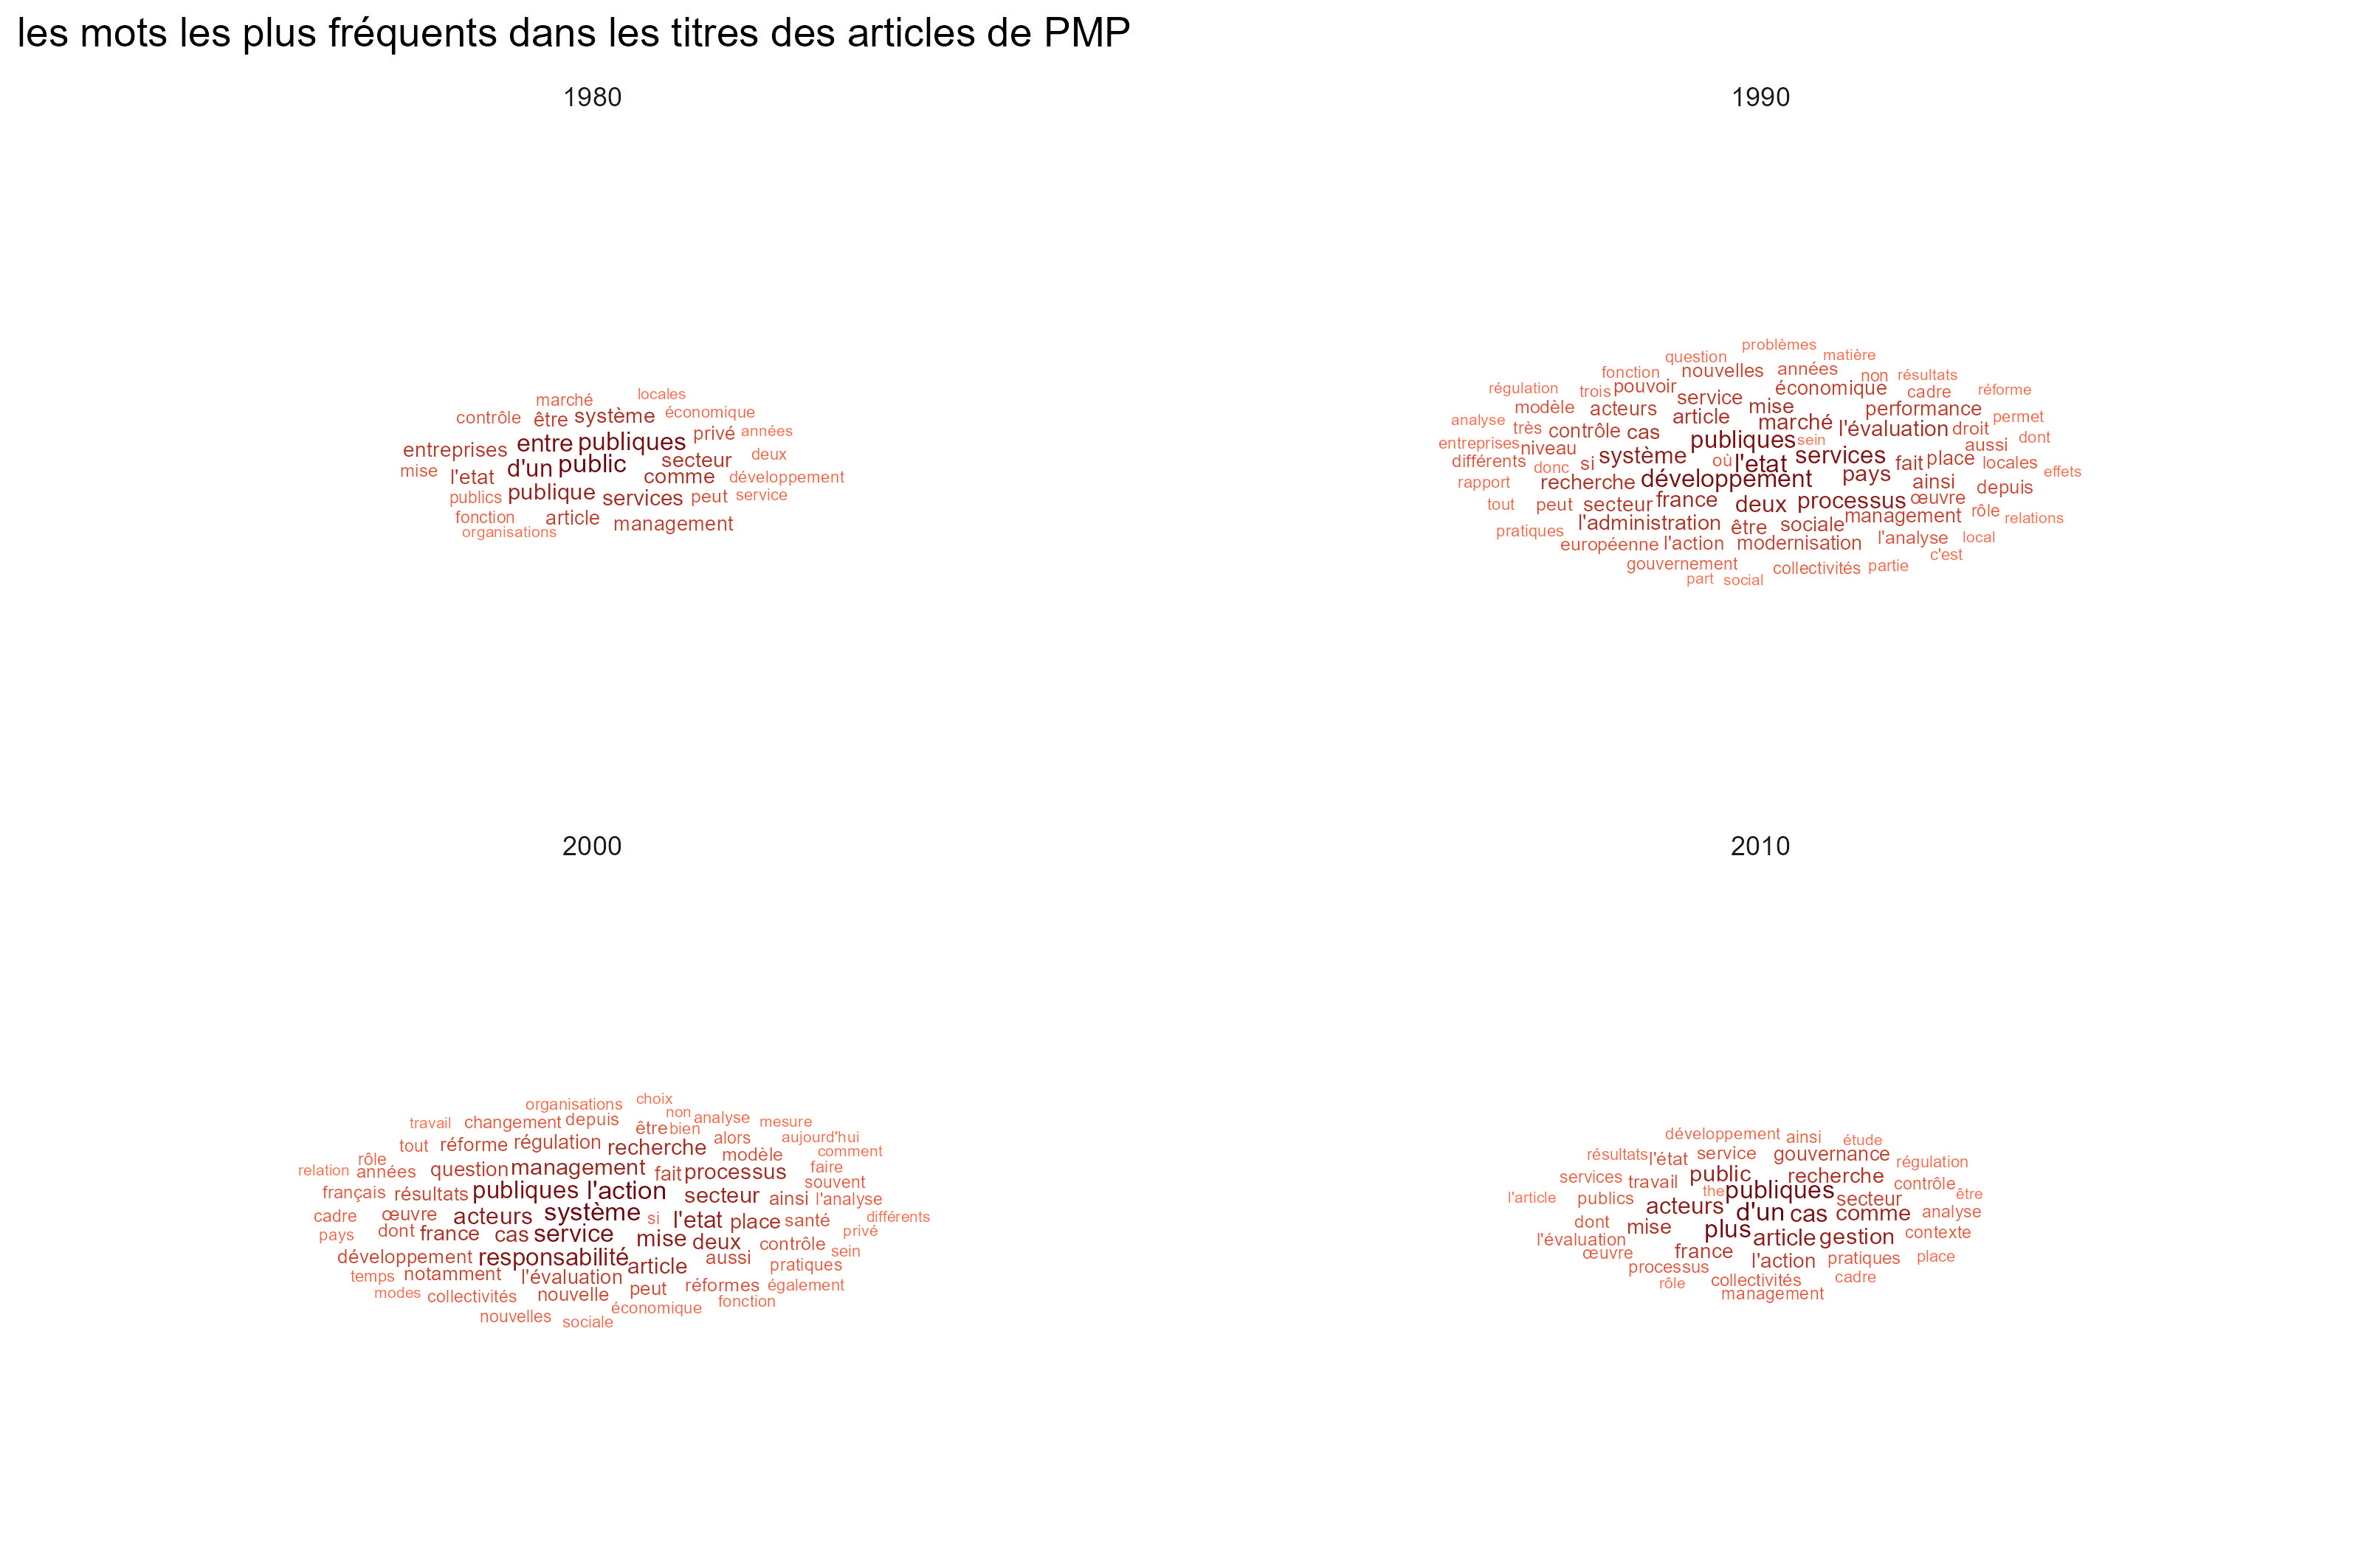 les mots les plus fréquents dans les titres des articles de PMP
1980
marché locales
contrôle être système économique
entreprises entre publiques privé années
mise l'etat d'un public secteur deux
comme développement
publics publique services peut service
fonction article management
organisations
1990
problèmes
question matière
fonction nouvelles années non résultats
régulation trois pouvoir service économique cadre réforme
modèle acteurs article mise performance permet
analyse très contrôle cas marché l'évaluation droit
entreprises niveau publiques sein aussi dont
différents donc si système où l'etat services fait place locales effets
rapport recherche développement pays ainsi depuis
tout peut secteur france deux processus œuvre
pratiques l'administration être sociale management rôle relations
européenne l'action modernisation l'analyse local
gouvernement collectivités partie c'est
part social
2000
organisations choix
travail changement depuis non analyse mesure
tout réforme régulation être bien alors aujourd'hui
rôle recherche modèle comment
relation années question management fait processus faire
français résultats publiques l'action secteur ainsi l'analyse souvent
cadre œuvre acteurs système si l'etat place santé différents
pays dont france cas service mise deux contrôle privé
développement responsabilité article aussi pratiques sein
temps notamment l'évaluation peut réformes également
modes collectivités nouvelle économique fonction
nouvelles sociale
2010
développement ainsi étude
résultats l'état service gouvernance régulation
services travail public recherche contrôle
l'article publics acteurs the publiques secteur être
dont mise d'un cas comme analyse
l'évaluation plus article gestion contexte
œuvre france l'action pratiques place
processus collectivités cadre
rôle management